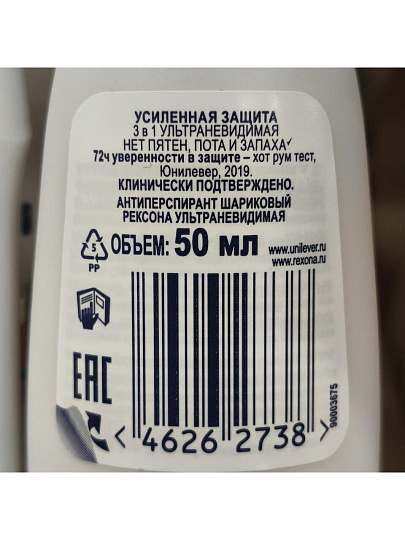 УСИЛЕННАЯ ЗАЩИТА
3 в 1 УЛЬТРАНЕВИДИМАЯ
НЕТ ПЯТЕН, ПОТА И ЗАПАХА✓
72ч уверенности в защите – хот рум тест,
Юнилевер, 2019.
КЛИНИЧЕСКИ ПОДТВЕРЖДЕНО.
АНТИПЕРСПИРАНТ ШАРИКОВЫЙ
РЕКСОНА УЛЬТРАНЕВИДИМАЯ
5
PP
ОБЪЕМ: 50 МЛ
www.unilever.ru
www.rexona.ru
EAC
90003675
< 4626 2738 >